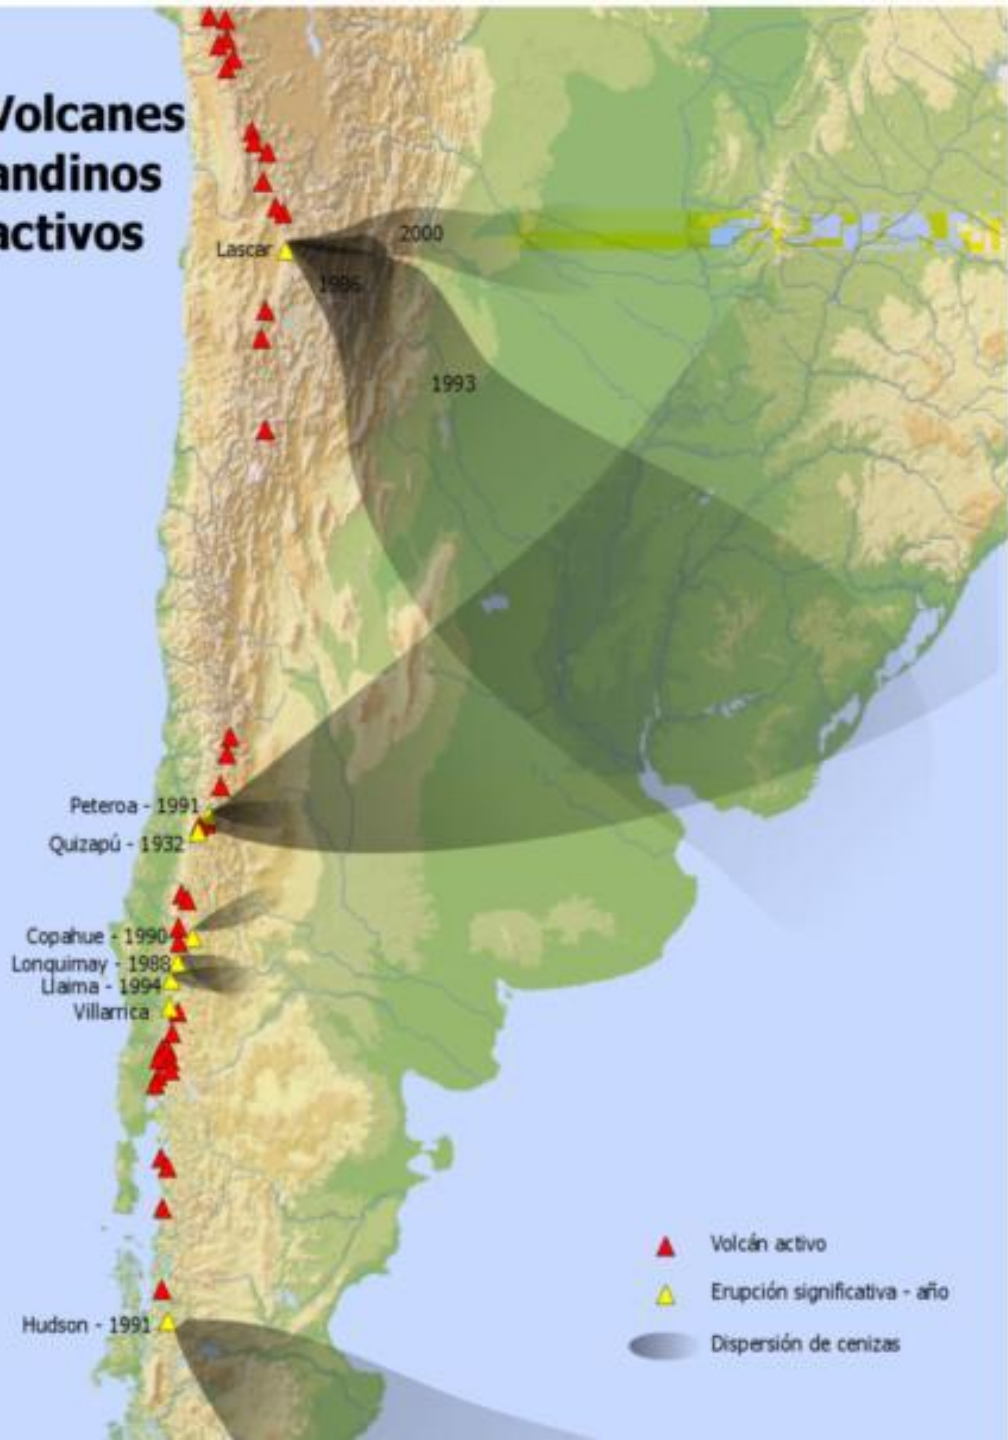 Volcanes
andinos
activos
Lascar
2000
1986
1993
Peteroa - 1991
Quizapú - 1932
Copahue - 1990
Lonquimay - 1988
Llaima - 1994
Villarrica
Hudson - 1991
Volcán activo
Erupción significativa - año
Dispersión de cenizas